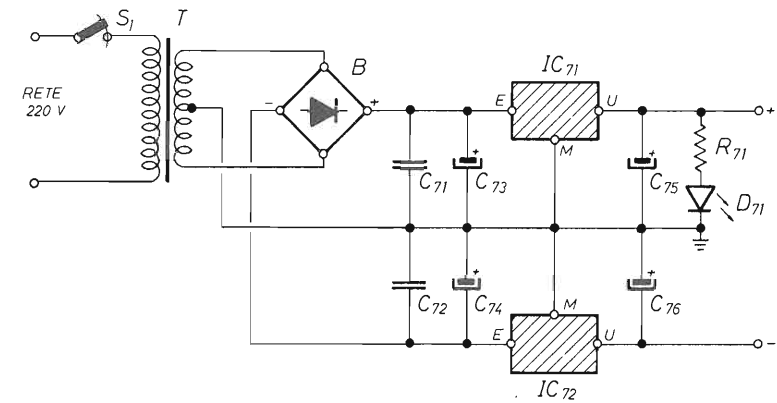 S1 T
RETE
220 V
B
-
+
E
IC71
U
M
+
C71
+
C73
+
C75
R71
D71
C72
+
C74
+
C76
M
E
U
-
IC72